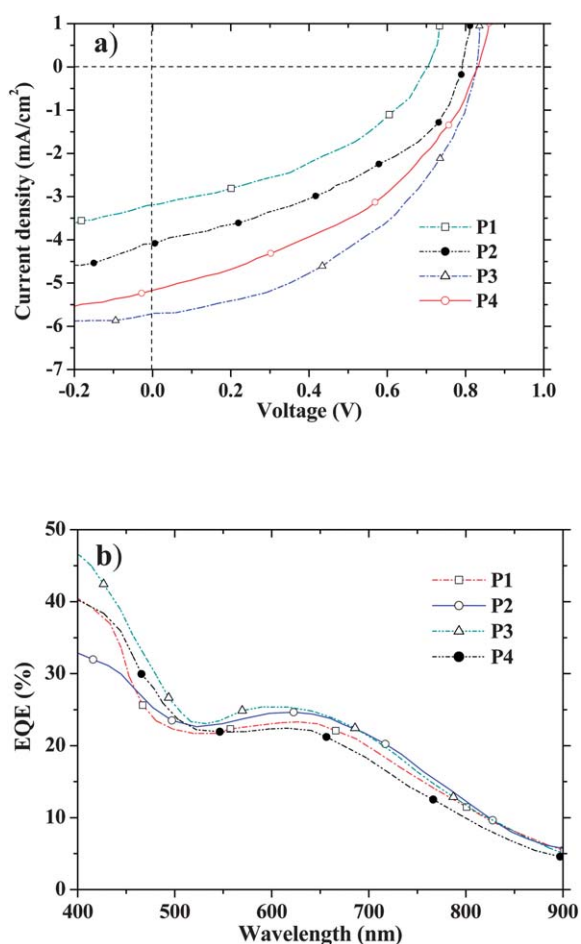 a)
Current density (mA/cm²)
1
0
-1
-2
-3
-4
-5
-6
-7
P1
P2
P3
P4
-0.2 0.0 0.2 0.4 0.6 0.8 1.0
Voltage (V)
b)
EQE (%)
50
40
30
20
10
0
P1
P2
P3
P4
400 500 600 700 800 900
Wavelength (nm)